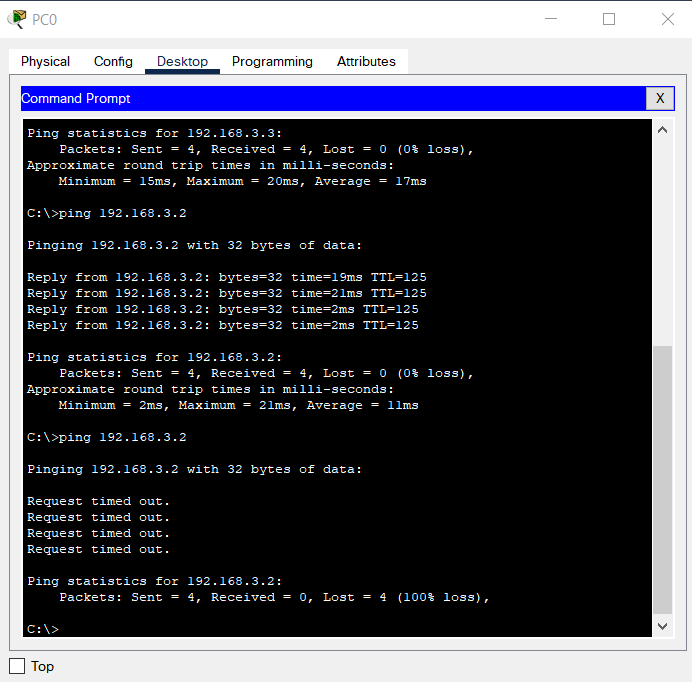 PC0
Physical Config Desktop Programming Attributes
Command Prompt X
Ping statistics for 192.168.3.3:
    Packets: Sent = 4, Received = 4, Lost = 0 (0% loss),
Approximate round trip times in milli-seconds:
    Minimum = 15ms, Maximum = 20ms, Average = 17ms
C:\>ping 192.168.3.2
Pinging 192.168.3.2 with 32 bytes of data:
Reply from 192.168.3.2: bytes=32 time=19ms TTL=125
Reply from 192.168.3.2: bytes=32 time=21ms TTL=125
Reply from 192.168.3.2: bytes=32 time=2ms TTL=125
Reply from 192.168.3.2: bytes=32 time=2ms TTL=125
Ping statistics for 192.168.3.2:
    Packets: Sent = 4, Received = 4, Lost = 0 (0% loss),
Approximate round trip times in milli-seconds:
    Minimum = 2ms, Maximum = 21ms, Average = 11ms
C:\>ping 192.168.3.2
Pinging 192.168.3.2 with 32 bytes of data:
Request timed out.
Request timed out.
Request timed out.
Request timed out.
Ping statistics for 192.168.3.2:
    Packets: Sent = 4, Received = 0, Lost = 4 (100% loss),
C:\>
Top